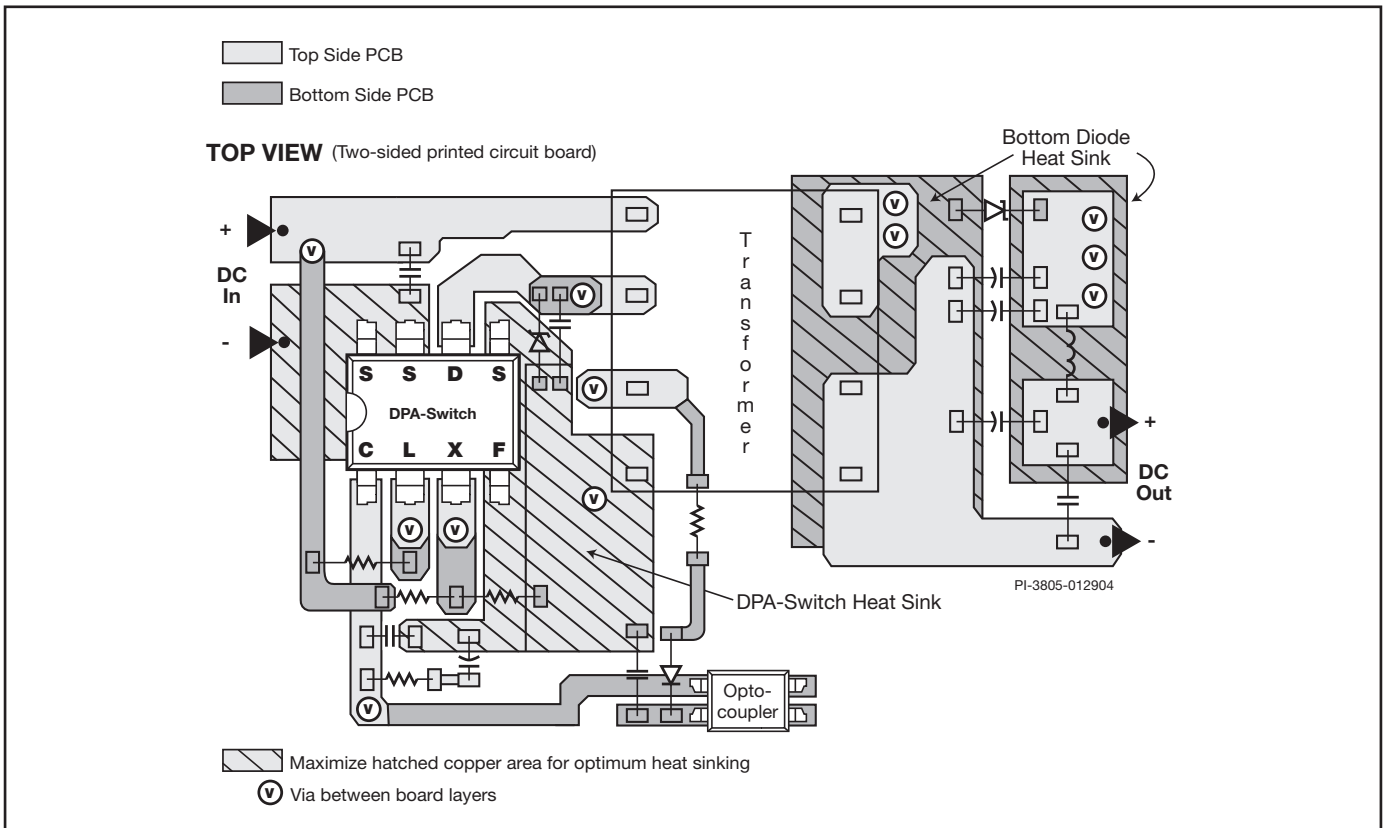 Top Side PCB
Bottom Side PCB
TOP VIEW (Two-sided printed circuit board)
Bottom Diode
Heat Sink
+
DC
In
-
V
V
V
V
V
V
V
V
V
V
V
V
Transformer
S S D S
DPA-Switch
C L X F
+
DC
Out
-
PI-3805-012904
DPA-Switch Heat Sink
Opto-
coupler
Maximize hatched copper area for optimum heat sinking
V Via between board layers